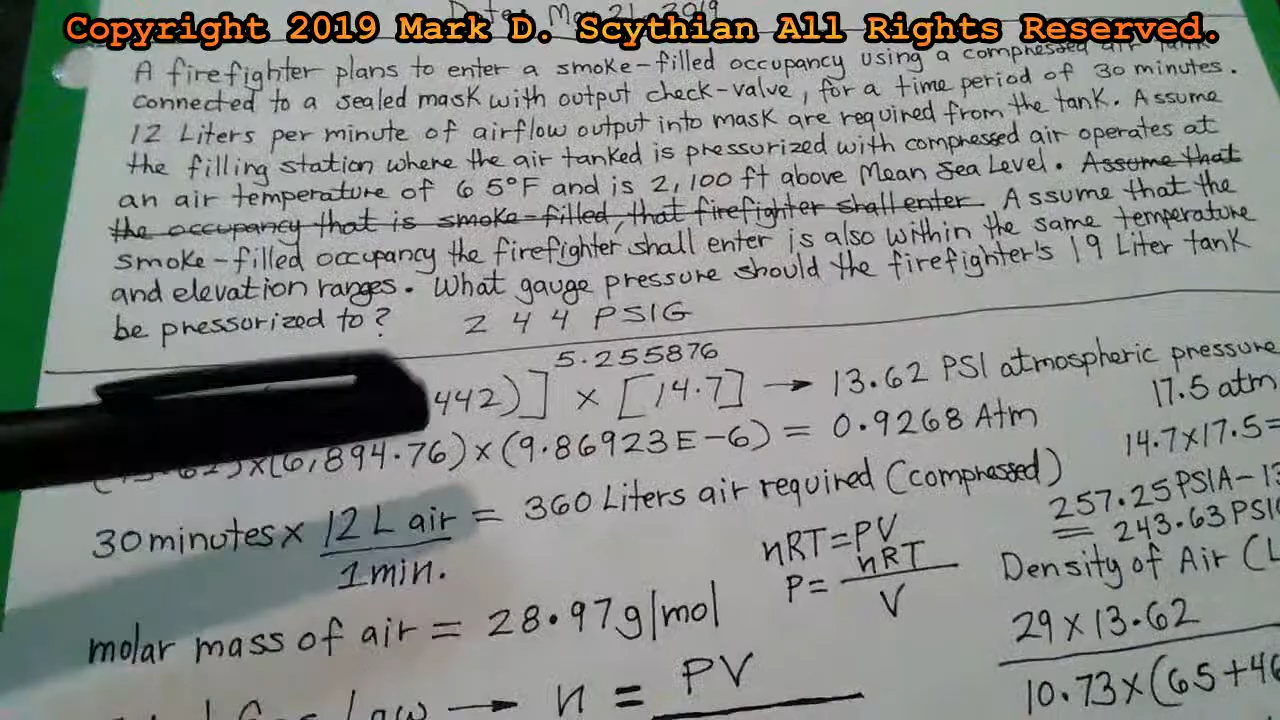 Copyright 2019 Mark D. Scythian All Rights Reserved.
Date: May 21, 2019
A firefighter plans to enter a smoke-filled occupancy using a compressed air tank
connected to a sealed mask with output check-valve, for a time period of 30 minutes.
12 Liters per minute of airflow output into mask are required from the tank. Assume
the filling station where the air tanked is pressurized with compressed air operates at
an air temperature of 65°F and is 2,100 ft above Mean Sea Level. Assume that
the occupancy that is smoke-filled, that firefighter shall enter. Assume that the
smoke-filled occupancy the firefighter shall enter is also within the same temperature
and elevation ranges. What gauge pressure should the firefighter's 19 Liter tank
be pressurized to? 244 PSIG
5.255876
442)] × [14.7] → 13.62 PSI atmospheric pressure
17.5 atm
×(6,894.76)×(9.86923E-6) = 0.9268 Atm
14.7×17.5=
30 minutes × 12 L air / 1 min. = 360 Liters air required (compressed)
257.25 PSIA - 13
= 243.63 PSI
nRT=PV
P= nRT / V
Density of Air (L
molar mass of air = 28.97g/mol
29×13.62
10.73×(65+46
n = PV